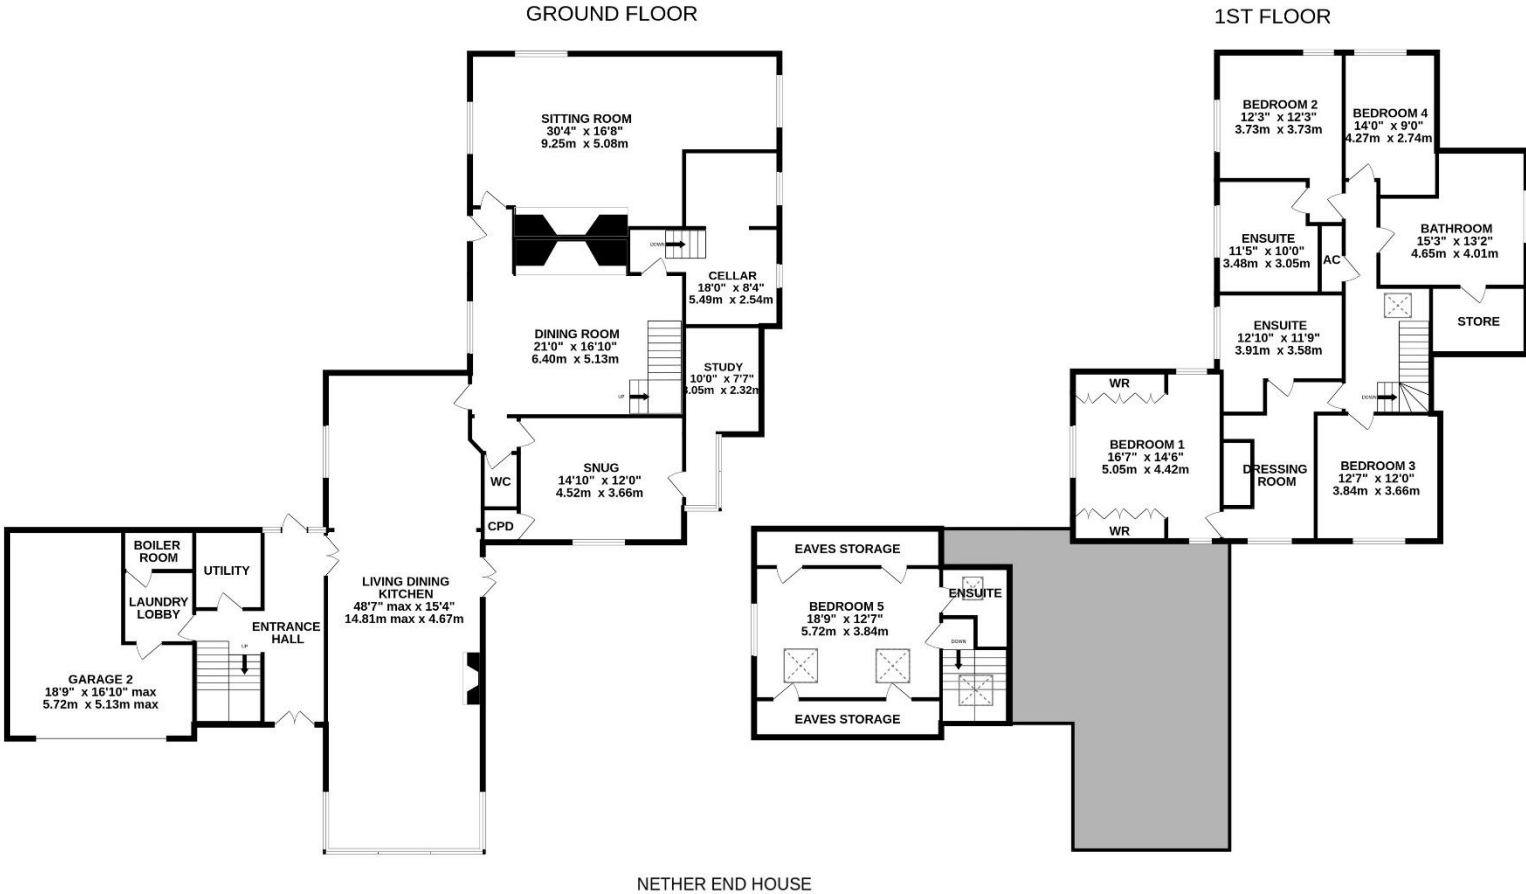 GROUND FLOOR
SITTING ROOM
30'4" x 16'8"
9.25m x 5.08m
DOWN
CELLAR
18'0" x 8'4"
5.49m x 2.54m
DINING ROOM
21'0" x 16'10"
6.40m x 5.13m
UP
STUDY
10'0" x 7'7"
3.05m x 2.32m
SNUG
14'10" x 12'0"
4.52m x 3.66m
WC
CPD
BOILER
ROOM
UTILITY
LAUNDRY
LOBBY
ENTRANCE
HALL
UP
LIVING DINING
KITCHEN
48'7" max x 15'4"
14.81m max x 4.67m
GARAGE 2
18'9" x 16'10" max
5.72m x 5.13m max
1ST FLOOR
BEDROOM 2
12'3" x 12'3"
3.73m x 3.73m
BEDROOM 4
14'0" x 9'0"
4.27m x 2.74m
ENSUITE
11'5" x 10'0"
3.48m x 3.05m
AC
BATHROOM
15'3" x 13'2"
4.65m x 4.01m
STORE
ENSUITE
12'10" x 11'9"
3.91m x 3.58m
DOWN
WR
BEDROOM 1
16'7" x 14'6"
5.05m x 4.42m
WR
DRESSING
ROOM
BEDROOM 3
12'7" x 12'0"
3.84m x 3.66m
EAVES STORAGE
BEDROOM 5
18'9" x 12'7"
5.72m x 3.84m
ENSUITE
DOWN
EAVES STORAGE
NETHER END HOUSE